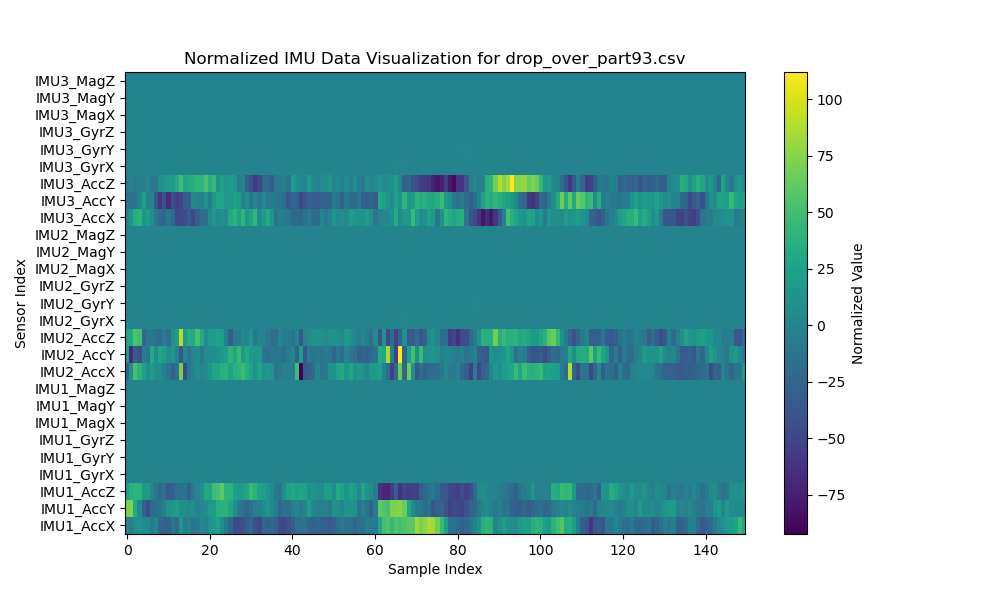 Normalized IMU Data Visualization for drop_over_part93.csv
IMU3_MagZ
IMU3_MagY
IMU3_MagX
IMU3_GyrZ
IMU3_GyrY
IMU3_GyrX
IMU3_AccZ
IMU3_AccY
IMU3_AccX
IMU2_MagZ
IMU2_MagY
IMU2_MagX
IMU2_GyrZ
IMU2_GyrY
IMU2_GyrX
IMU2_AccZ
IMU2_AccY
IMU2_AccX
IMU1_MagZ
IMU1_MagY
IMU1_MagX
IMU1_GyrZ
IMU1_GyrY
IMU1_GyrX
IMU1_AccZ
IMU1_AccY
IMU1_AccX
Sensor Index
0 20 40 60 80 100 120 140
Sample Index
100
75
50
25
0
−25
−50
−75
Normalized Value